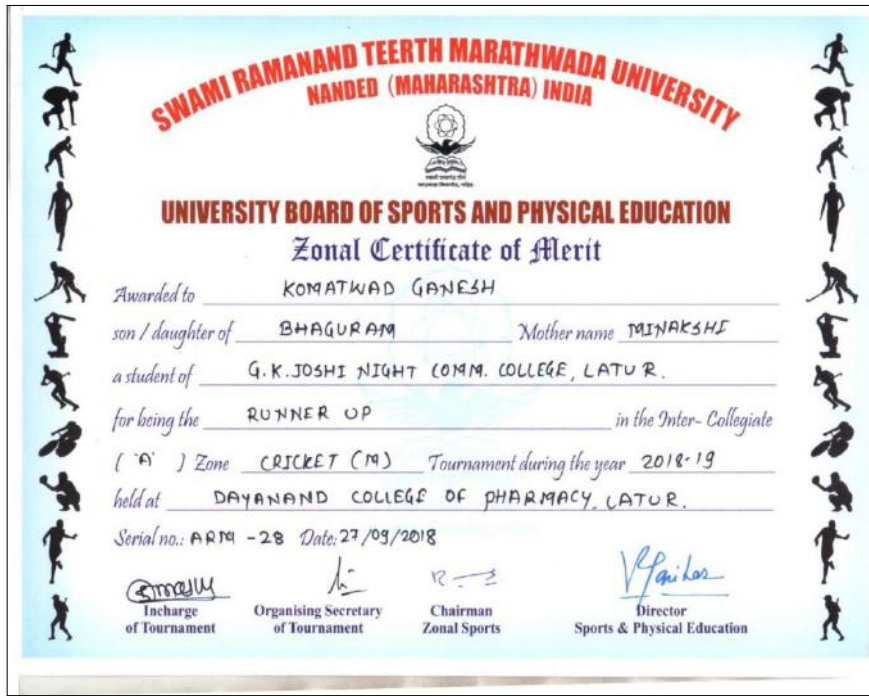 SWAMI RAMANAND TEERTH MARATHWADA UNIVERSITY
NANDED (MAHARASHTRA) INDIA
UNIVERSITY BOARD OF SPORTS AND PHYSICAL EDUCATION
Zonal Certificate of Merit
Awarded to KOMATWAD GANESH
son / daughter of BHAGURAM Mother name MINAKSHI
a student of G.K. JOSHI NIGHT COMM. COLLEGE, LATUR.
for being the RUNNER UP in the Inter- Collegiate
( 'A' ) Zone CRICKET (M) Tournament during the year 2018-19
held at DAYANAND COLLEGE OF PHARMACY, LATUR.
Serial no.: ARM -28 Date: 27/09/2018
Incharge Organising Secretary Chairman Director
of Tournament of Tournament Zonal Sports Sports & Physical Education